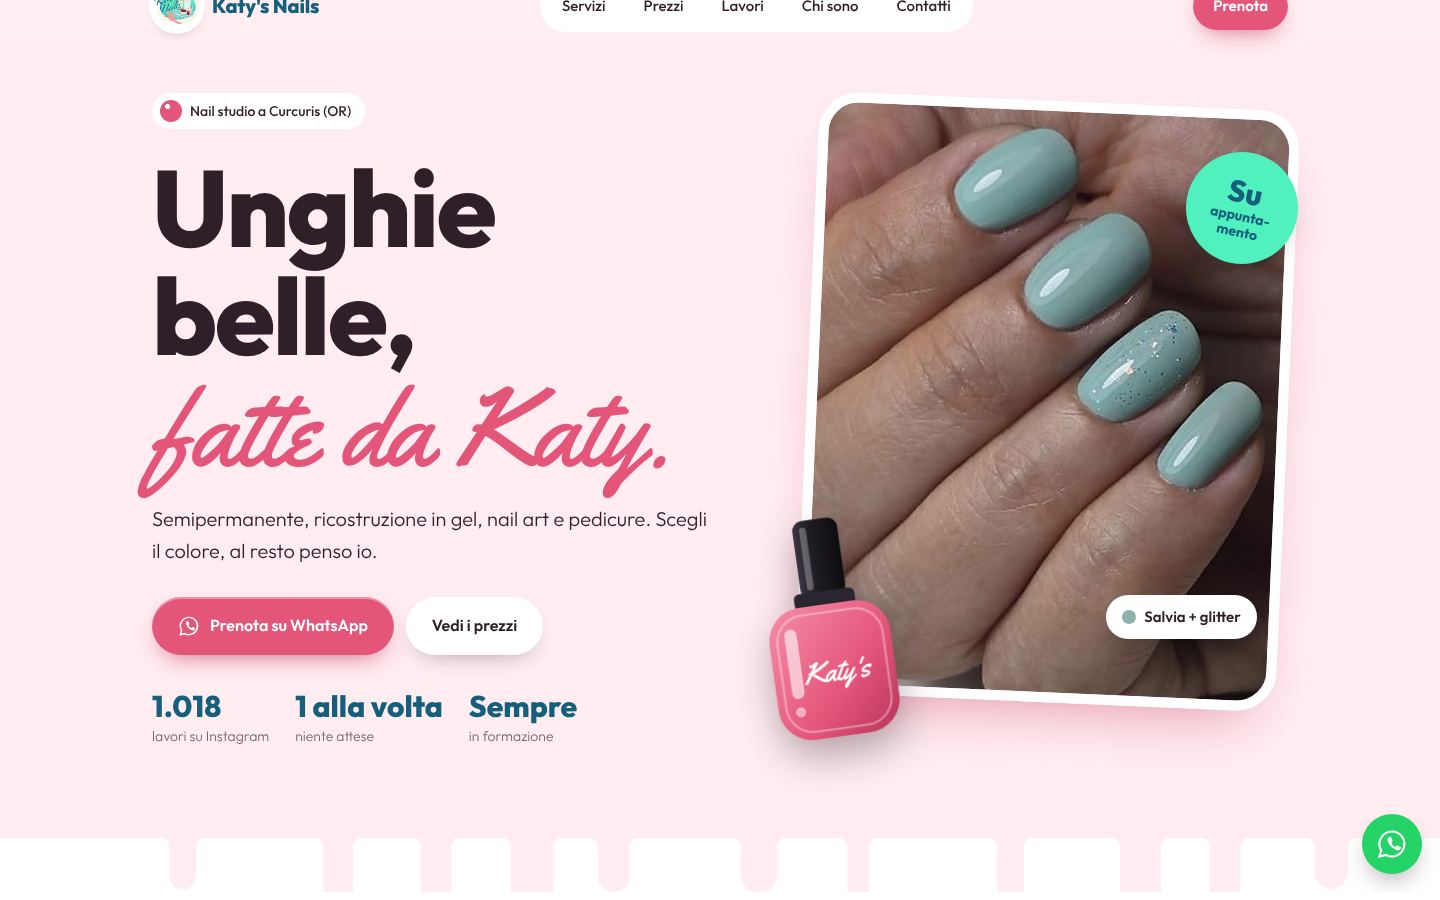 Katy's Nails
Servizi
Prezzi
Lavori
Chi sono
Contatti
Prenota
Nail studio a Curcuris (OR)
Unghie
belle,
fatte da Katy.
Semipermanente, ricostruzione in gel, nail art e pedicure. Scegli
il colore, al resto penso io.
Prenota su WhatsApp
Vedi i prezzi
1.018
lavori su Instagram
1 alla volta
niente attese
Sempre
in formazione
Su
appunta-
mento
Katy's
Salvia + glitter